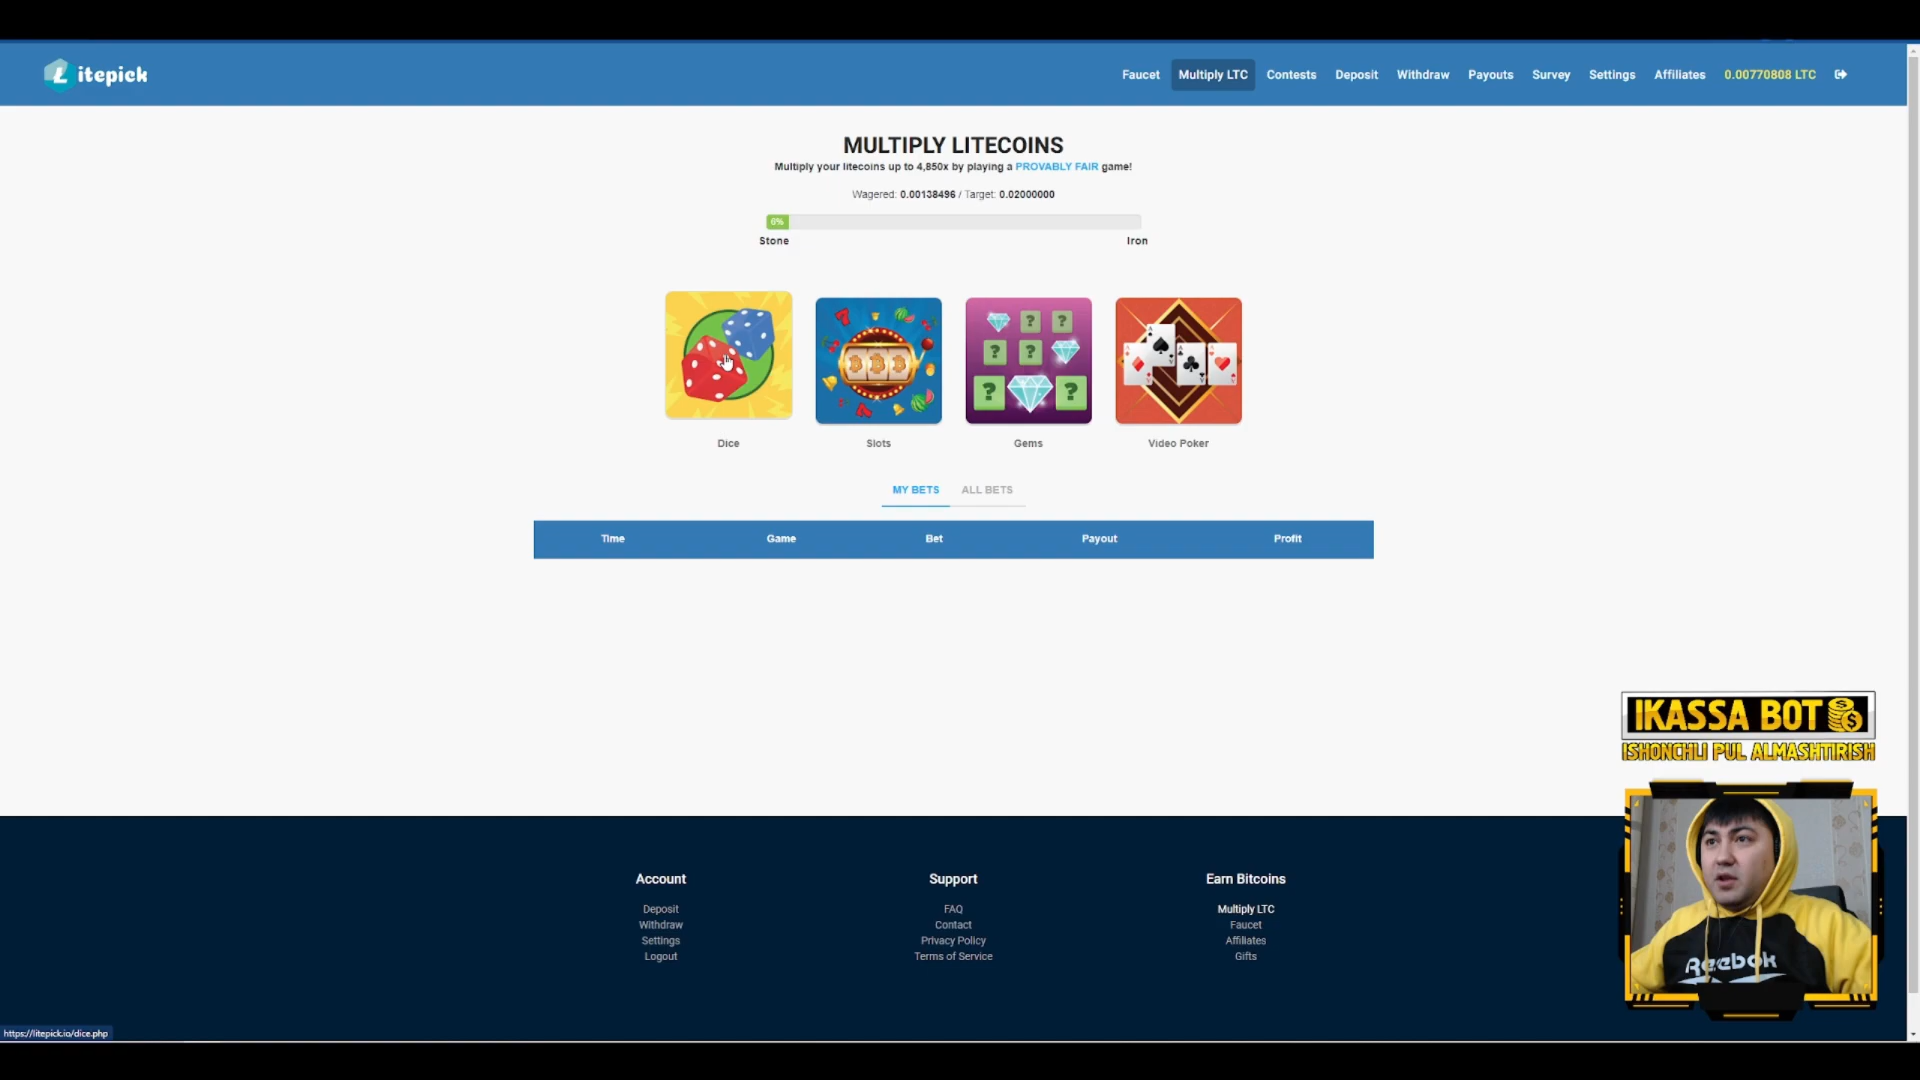 Litepick
Faucet Multiply LTC Contests Deposit Withdraw Payouts Survey Settings Affiliates 0.00770808 LTC
MULTIPLY LITECOINS
Multiply your litecoins up to 4,850x by playing a PROVABLY FAIR game!
Wagered: 0.00138496 / Target: 0.02000000
6%
Stone Iron
Dice Slots Gems Video Poker
MY BETS ALL BETS
Time Game Bet Payout Profit
IKASSA BOT
ISHONCHLI PUL ALMASHTIRISH
Account Support Earn Bitcoins
Deposit FAQ Multiply LTC
Withdraw Contact Faucet
Settings Privacy Policy Affiliates
Logout Terms of Service Gifts
Reebok
https://litepick.io/dice.php